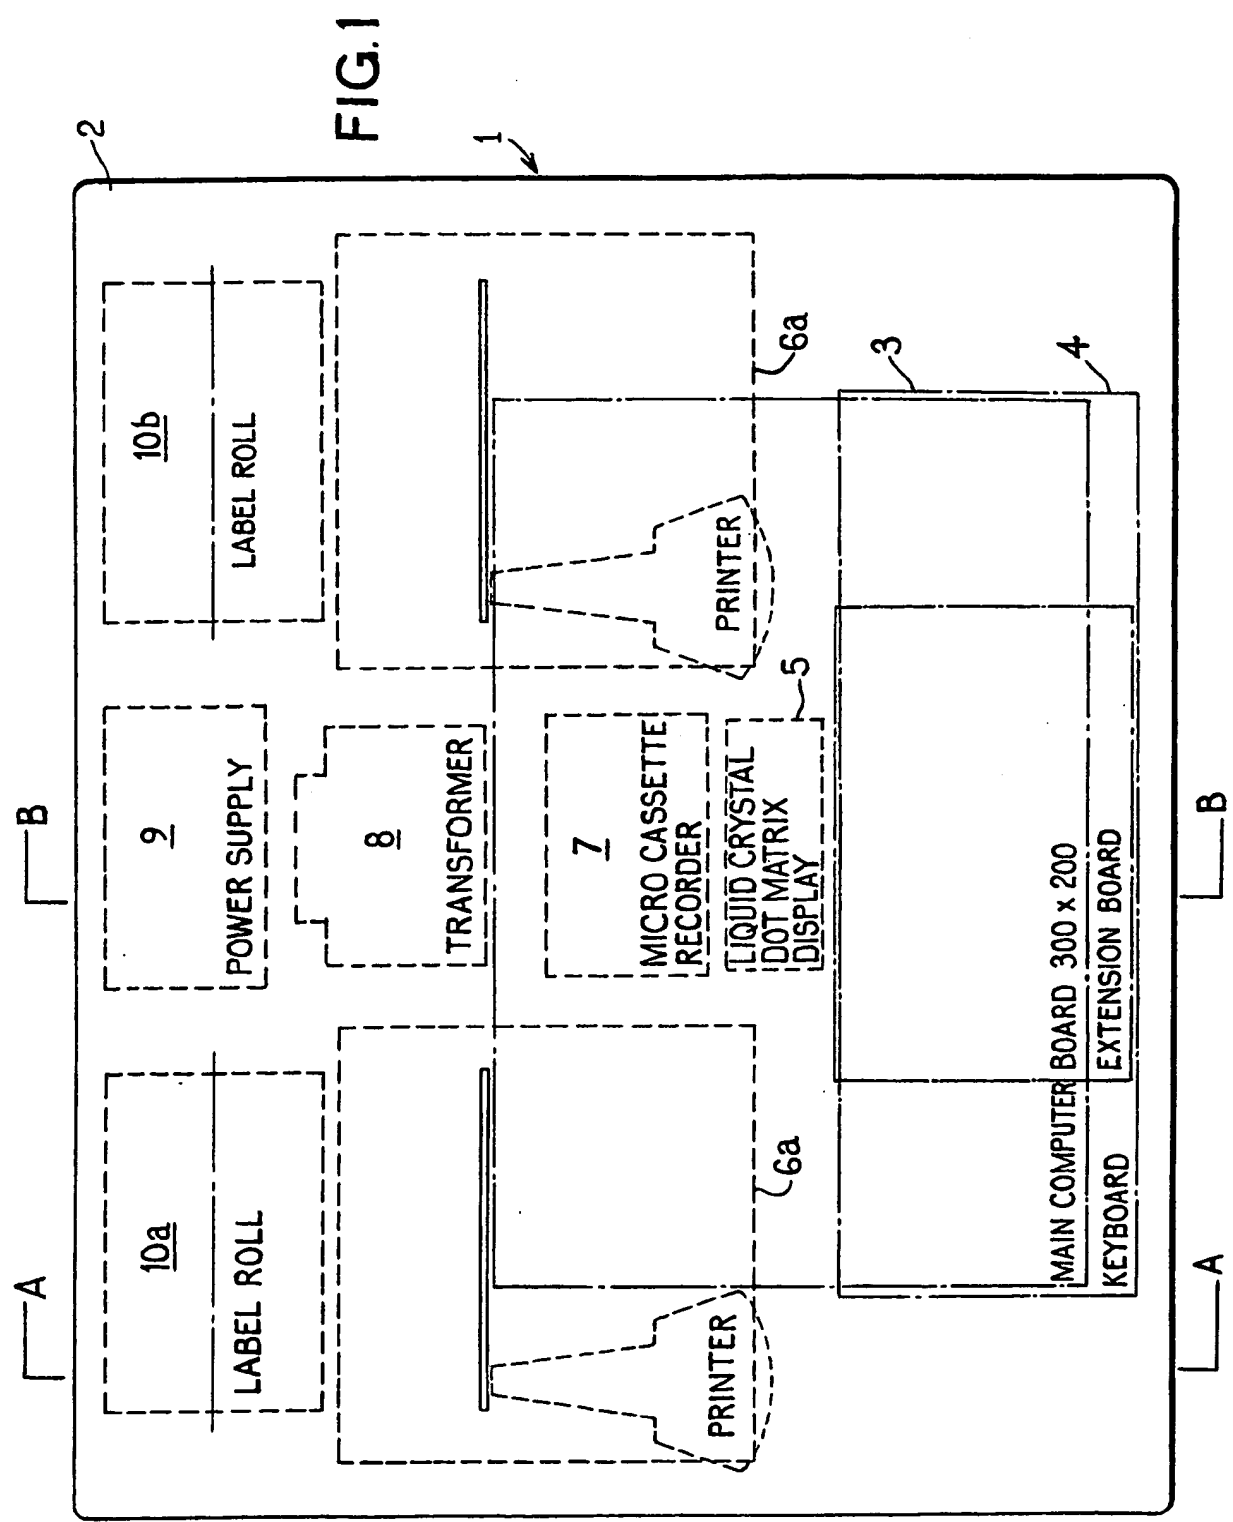 FIG.1
1
2
A
B
10a
LABEL ROLL
9
POWER SUPPLY
10b
LABEL ROLL
8
TRANSFORMER
7
MICRO CASSETTE
RECORDER
LIQUID CRYSTAL
DOT MATRIX
DISPLAY
5
PRINTER
6a
PRINTER
6a
3
4
MAIN COMPUTER BOARD 300 x 200
EXTENSION BOARD
KEYBOARD
A
B